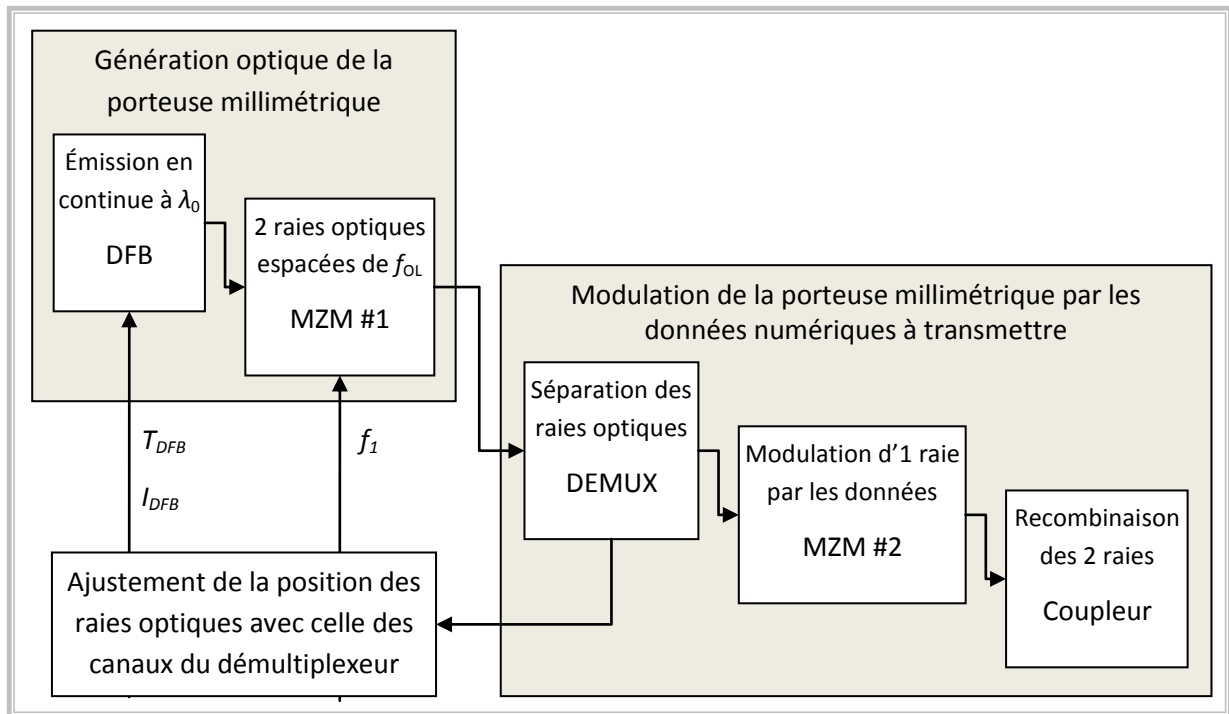 Génération optique de la
porteuse millimétrique
Émission en
continue à λ0
DFB
2 raies optiques
espacées de fOL
MZM #1
Modulation de la porteuse millimétrique par les
données numériques à transmettre
Séparation des
raies optiques
DEMUX
Modulation d’1 raie
par les données
MZM #2
Recombinaison
des 2 raies
Coupleur
TDFB
IDFB
f1
Ajustement de la position des
raies optiques avec celle des
canaux du démultiplexeur